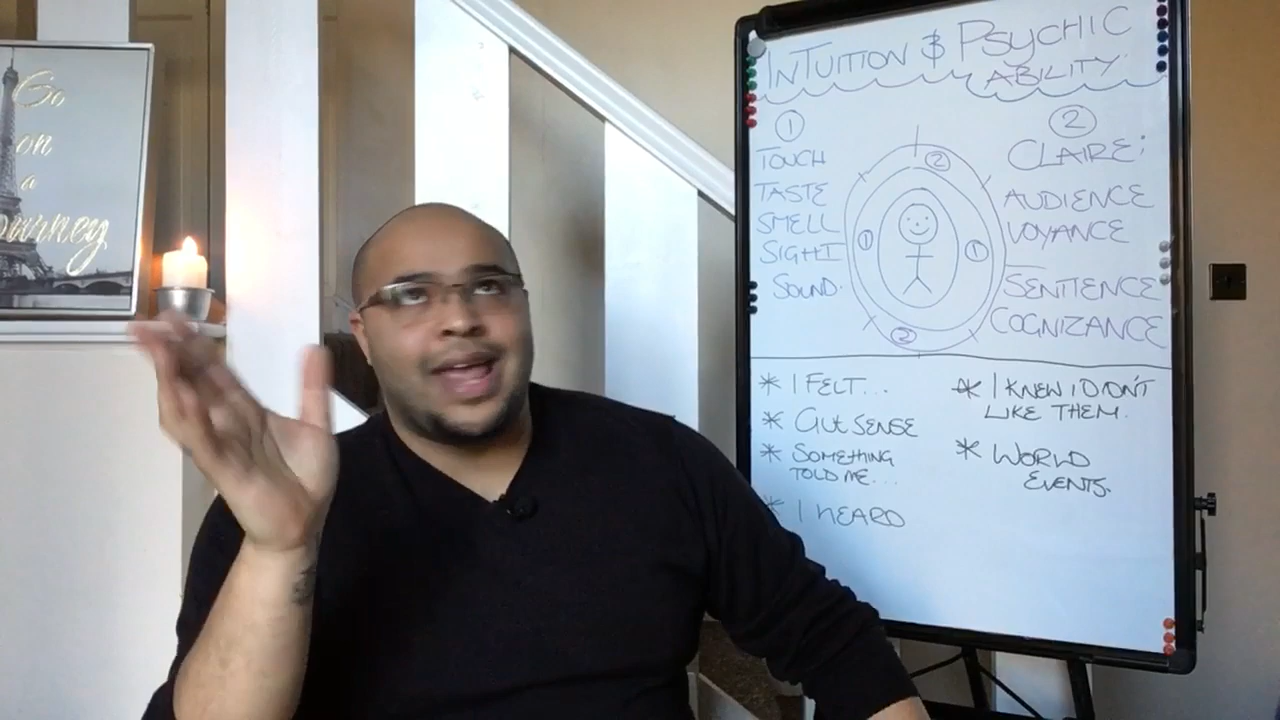 Go
on
a
ourney
INTUITION & PSYCHIC
ABILITY
1
TOUCH
TASTE
SMELL
SIGHT
SOUND.
2
1
1
2
2
CLAIRE:
AUDIENCE
VOYANCE
SENTIENCE
COGNIZANCE
* I FELT...
* GUt SENSE
* SOMETHING
TOLD ME...
* I HEARD
* I KNEW I DIDN'T
LIKE THEM.
* WORLD
EVENTS.